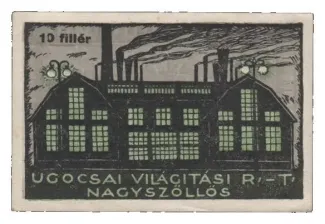 10 fillér
UGOCSAI VILÁGITÁSI R.-T.
NAGYSZŐLLŐS